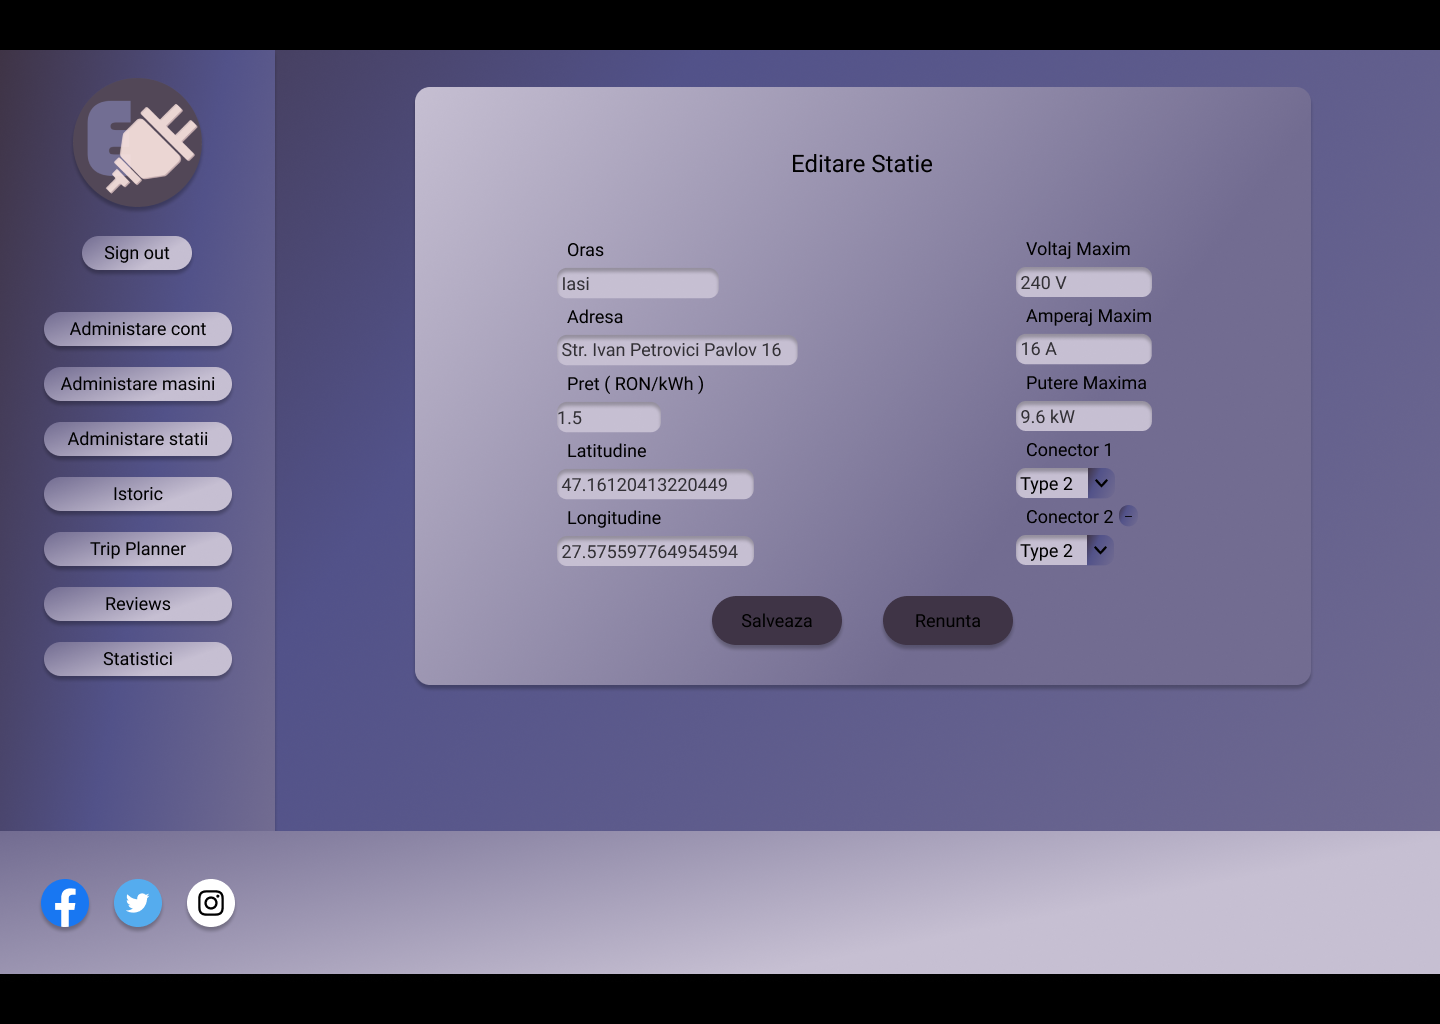 Sign out
Administare cont
Administare masini
Administare statii
Istoric
Trip Planner
Reviews
Statistici
Editare Statie
Oras
Iasi
Adresa
Str. Ivan Petrovici Pavlov 16
Pret ( RON/kWh )
1.5
Latitudine
47.16120413220449
Longitudine
27.575597764954594
Voltaj Maxim
240 V
Amperaj Maxim
16 A
Putere Maxima
9.6 kW
Conector 1
Type 2
Conector 2 -
Type 2
Salveaza
Renunta